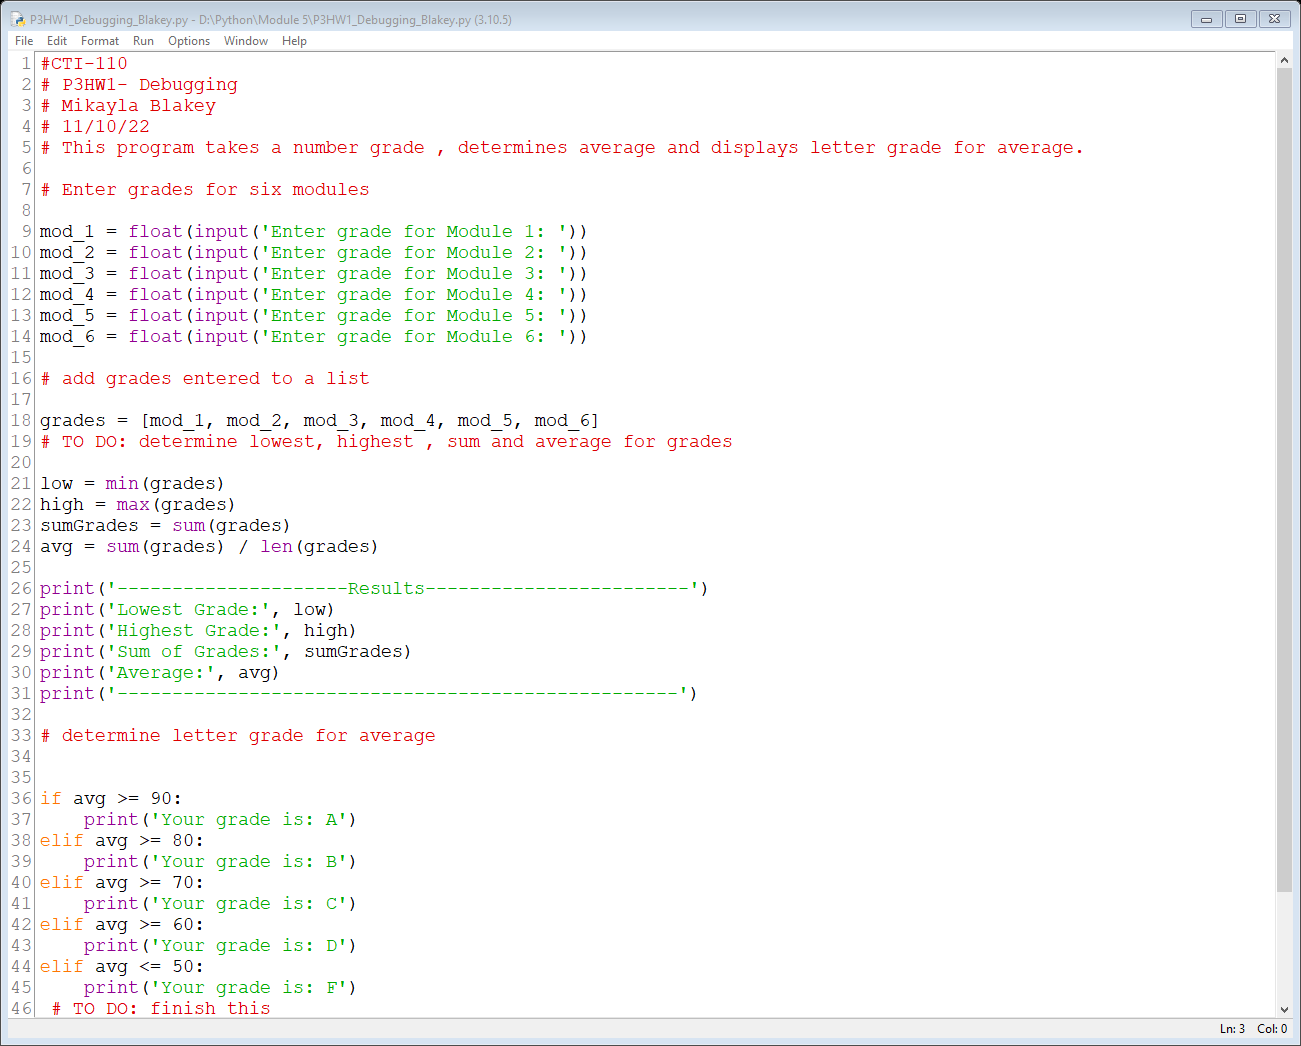 P3HW1_Debugging_Blakey.py - D:\Python\Module 5\P3HW1_Debugging_Blakey.py (3.10.5)
File Edit Format Run Options Window Help
1 #CTI-110
2 # P3HW1- Debugging
3 # Mikayla Blakey
4 # 11/10/22
5 # This program takes a number grade , determines average and displays letter grade for average.
6
7 # Enter grades for six modules
8
9 mod_1 = float(input('Enter grade for Module 1: '))
10 mod_2 = float(input('Enter grade for Module 2: '))
11 mod_3 = float(input('Enter grade for Module 3: '))
12 mod_4 = float(input('Enter grade for Module 4: '))
13 mod_5 = float(input('Enter grade for Module 5: '))
14 mod_6 = float(input('Enter grade for Module 6: '))
15
16 # add grades entered to a list
17
18 grades = [mod_1, mod_2, mod_3, mod_4, mod_5, mod_6]
19 # TO DO: determine lowest, highest , sum and average for grades
20
21 low = min(grades)
22 high = max(grades)
23 sumGrades = sum(grades)
24 avg = sum(grades) / len(grades)
25
26 print('---------------------Results------------------------')
27 print('Lowest Grade:', low)
28 print('Highest Grade:', high)
29 print('Sum of Grades:', sumGrades)
30 print('Average:', avg)
31 print('---------------------------------------------------')
32
33 # determine letter grade for average
34
35
36 if avg >= 90:
37     print('Your grade is: A')
38 elif avg >= 80:
39     print('Your grade is: B')
40 elif avg >= 70:
41     print('Your grade is: C')
42 elif avg >= 60:
43     print('Your grade is: D')
44 elif avg <= 50:
45     print('Your grade is: F')
46  # TO DO: finish this
Ln: 3 Col: 0